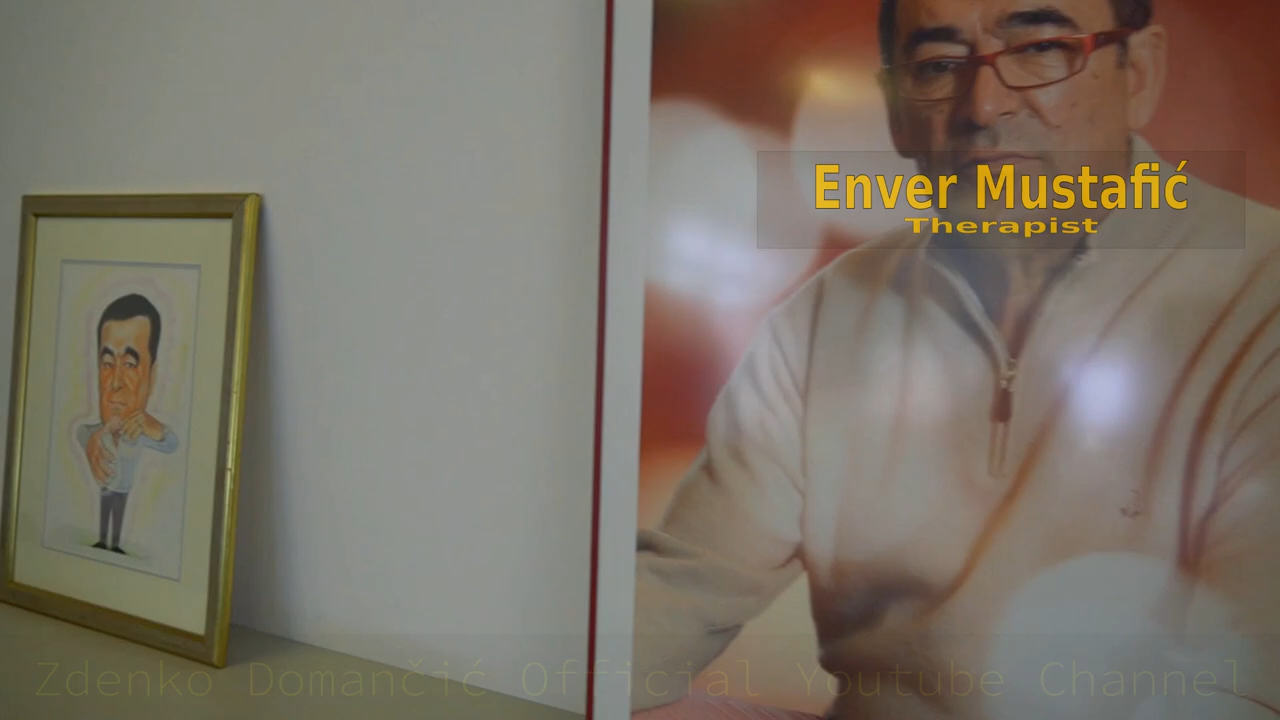 Enver Mustafić
Therapist
Zdenko Domančić Official Youtube Channel